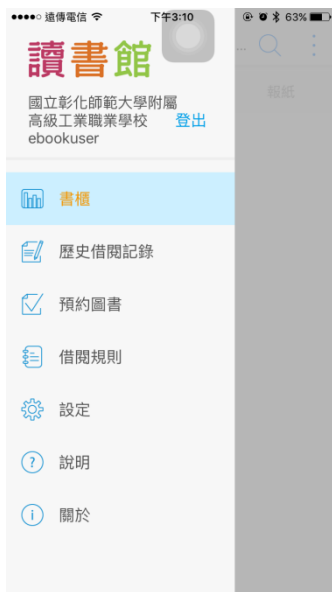 遠傳電信 下午3:10 63%
讀書館
國立彰化師範大學附屬
高級工業職業學校 登出
ebookuser
書櫃
歷史借閱記錄
預約圖書
借閱規則
設定
說明
關於
...
報紙